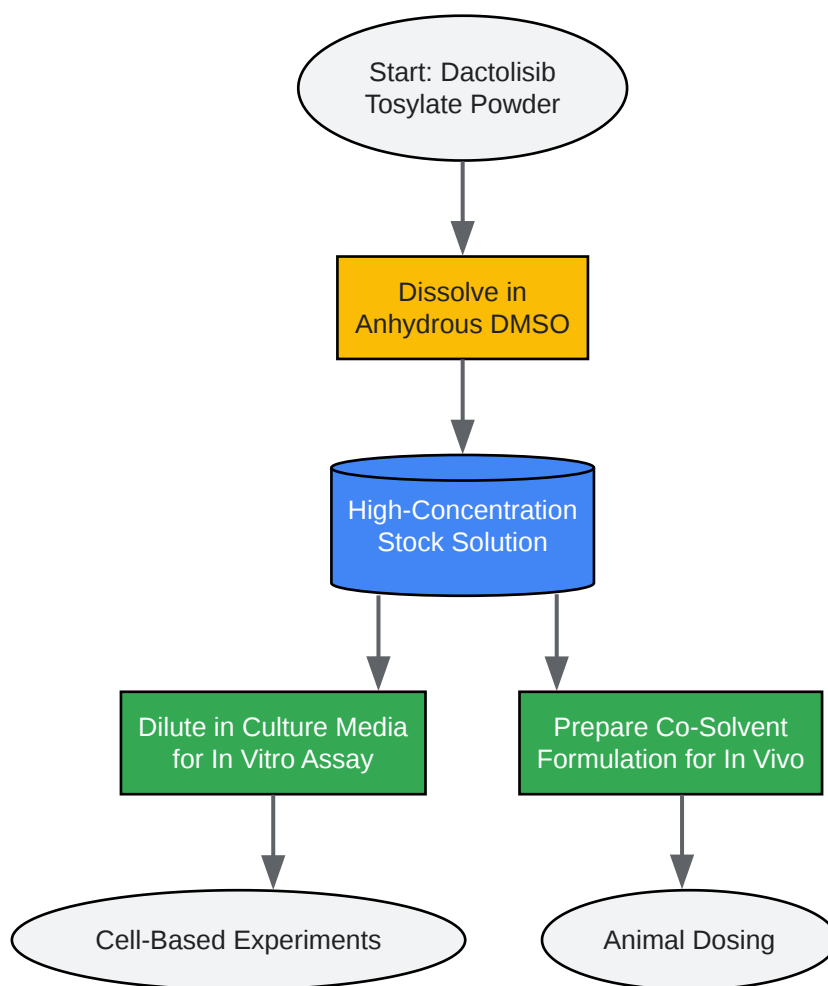 Start: Dactolisib
Tosylate Powder
Dissolve in
Anhydrous DMSO
High-Concentration
Stock Solution
Dilute in Culture Media
for In Vitro Assay
Prepare Co-Solvent
Formulation for In Vivo
Cell-Based Experiments
Animal Dosing